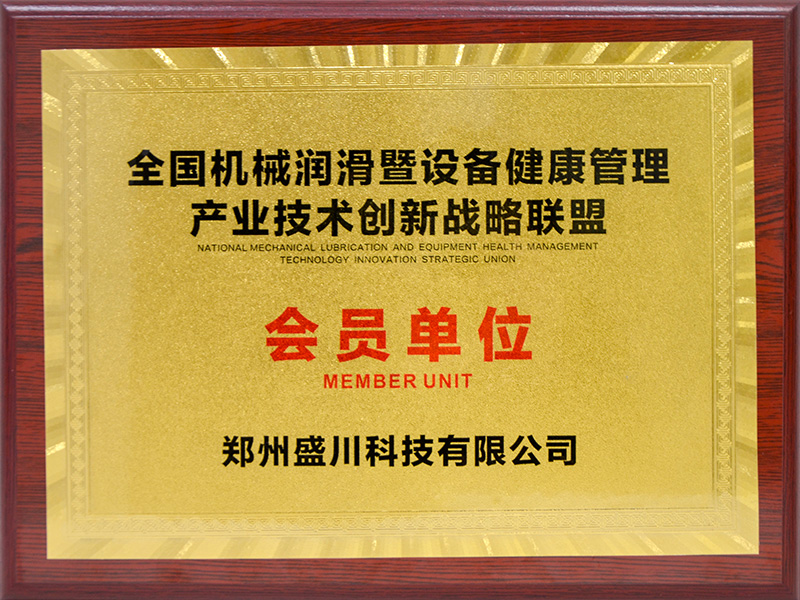 全国机械润滑暨设备健康管理
产业技术创新战略联盟
NATIONAL MECHANICAL LUBRICATION AND EQUIPMENT HEALTH MANAGEMENT
TECHNOLOGY INNOVATION STRATEGIC UNION
会员单位
MEMBER UNIT
郑州盛川科技有限公司